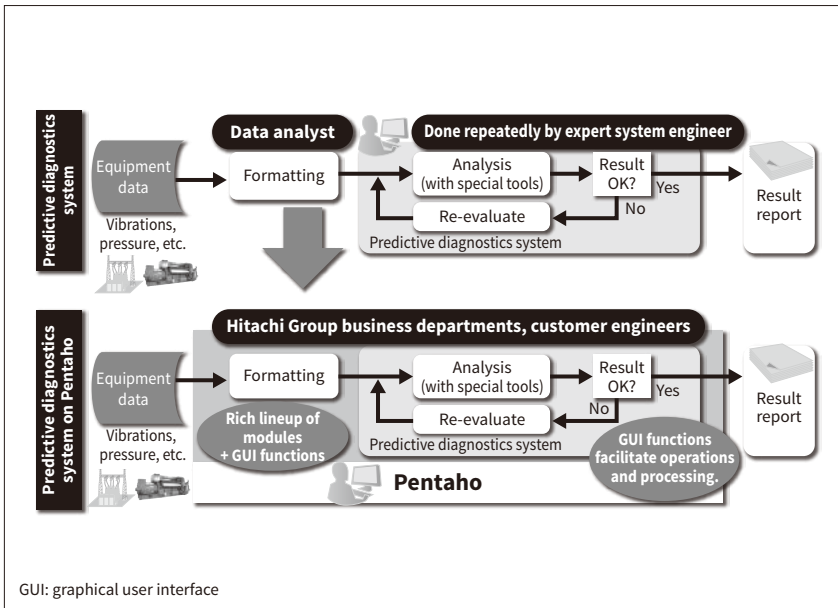 Predictive diagnostics
system
Equipment
data
Vibrations,
pressure, etc.
Data analyst
Formatting
Done repeatedly by expert system engineer
Analysis
(with special tools)
Result
OK?
Yes
No
Re-evaluate
Predictive diagnostics system
Result
report
Predictive diagnostics
system on Pentaho
Equipment
data
Vibrations,
pressure, etc.
Hitachi Group business departments, customer engineers
Formatting
Rich lineup of
modules
+ GUI functions
Analysis
(with special tools)
Result
OK?
Yes
No
Re-evaluate
Predictive diagnostics system
GUI functions
facilitate operations
and processing.
Pentaho
Result
report
GUI: graphical user interface